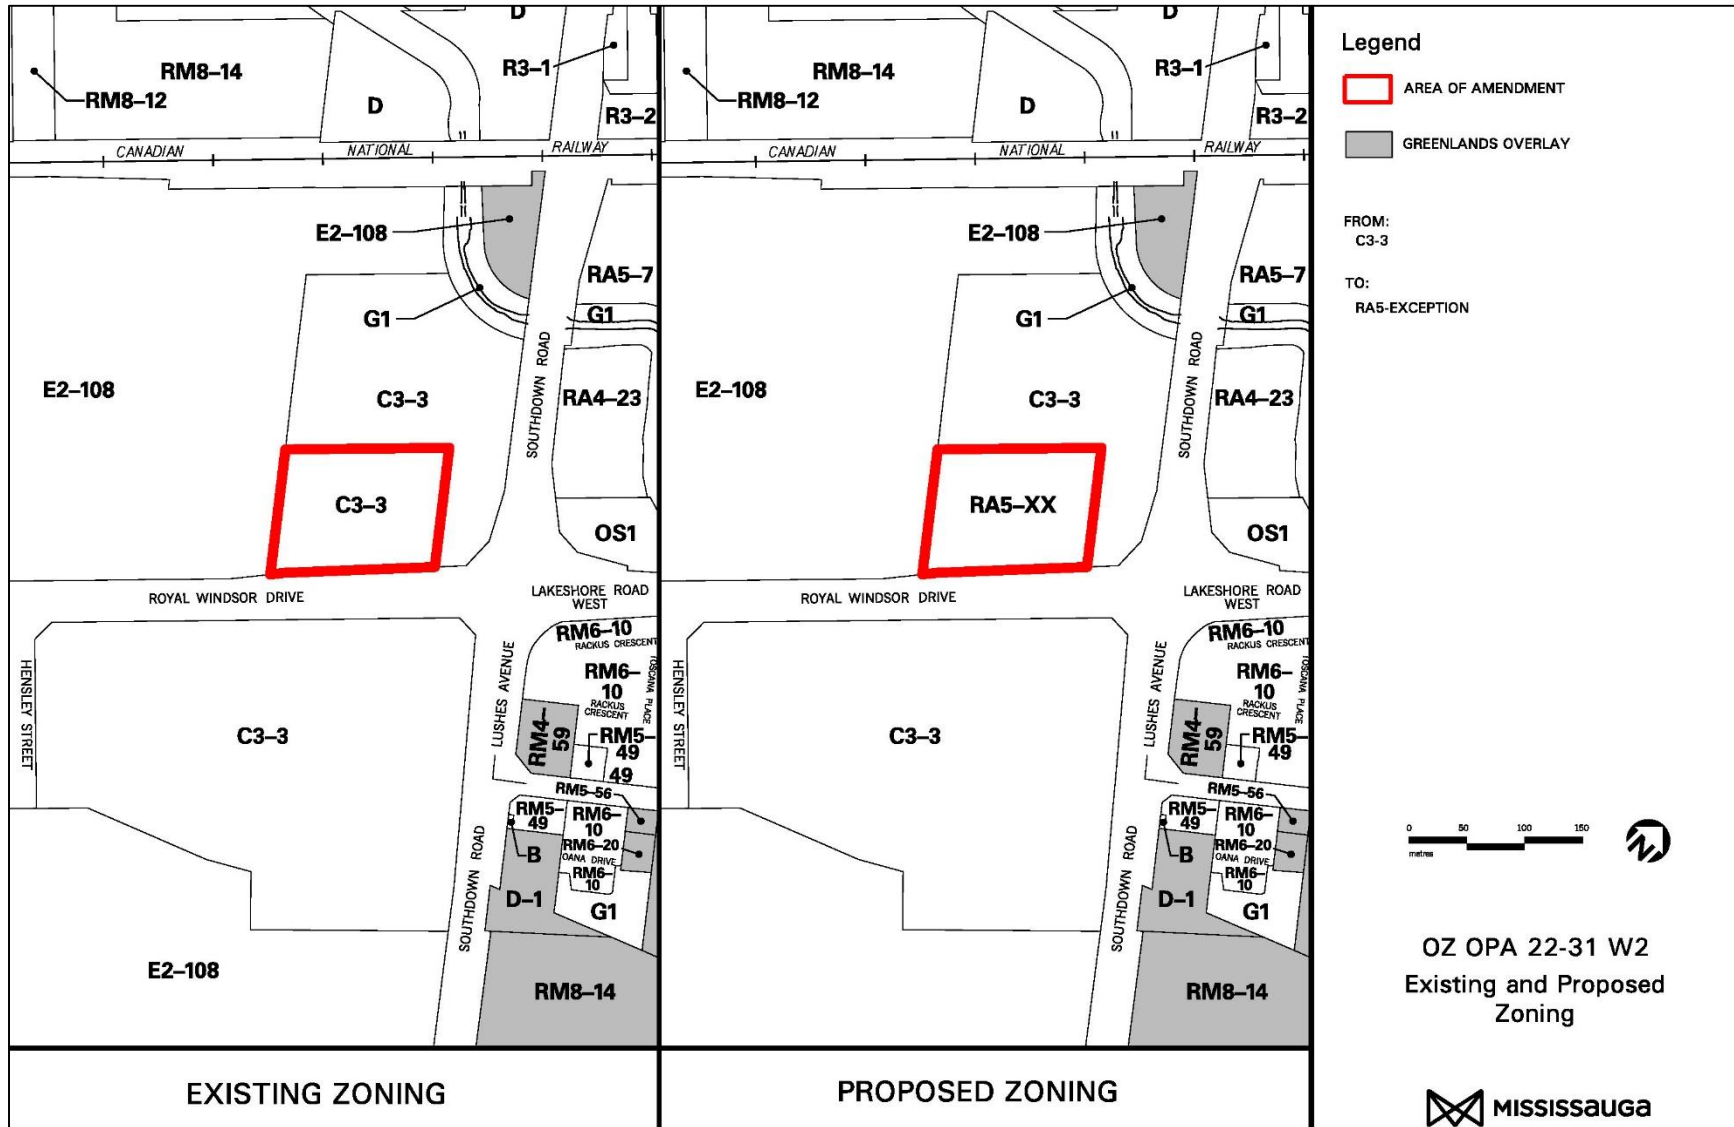 D
R3-1
RM8-14
RM8-12
D
R3-2
CANADIAN NATIONAL RAILWAY
E2-108
RA5-7
G1
G1
SOUTHDOWN ROAD
E2-108
C3-3
RA4-23
C3-3
OS1
ROYAL WINDSOR DRIVE
LAKESHORE ROAD
WEST
RM6-10
RACKUS CRESCENT
HENSLEY STREET
LUSHES AVENUE
RM6-
10
RACKUS
CRESCENT
TOSCANA PLACE
RM4-
59
RM5-
49
49
C3-3
RM5-56
RM5-
49
RM6-
10
B
RM6-20
OANA DRIVE
RM6-
10
D-1
G1
SOUTHDOWN ROAD
E2-108
RM8-14
EXISTING ZONING
D
R3-1
RM8-14
RM8-12
D
R3-2
CANADIAN NATIONAL RAILWAY
E2-108
RA5-7
G1
G1
SOUTHDOWN ROAD
E2-108
C3-3
RA4-23
RA5-XX
OS1
ROYAL WINDSOR DRIVE
LAKESHORE ROAD
WEST
RM6-10
RACKUS CRESCENT
HENSLEY STREET
LUSHES AVENUE
RM6-
10
RACKUS
CRESCENT
TOSCANA PLACE
RM4-
59
RM5-
49
C3-3
RM5-56
RM5-
49
RM6-
10
B
RM6-20
OANA DRIVE
RM6-
10
D-1
G1
SOUTHDOWN ROAD
E2-108
RM8-14
PROPOSED ZONING
Legend
AREA OF AMENDMENT
GREENLANDS OVERLAY
FROM:
C3-3
TO:
RA5-EXCEPTION
0 50 100 150
metres
N
OZ OPA 22-31 W2
Existing and Proposed
Zoning
MISSISSAUGA